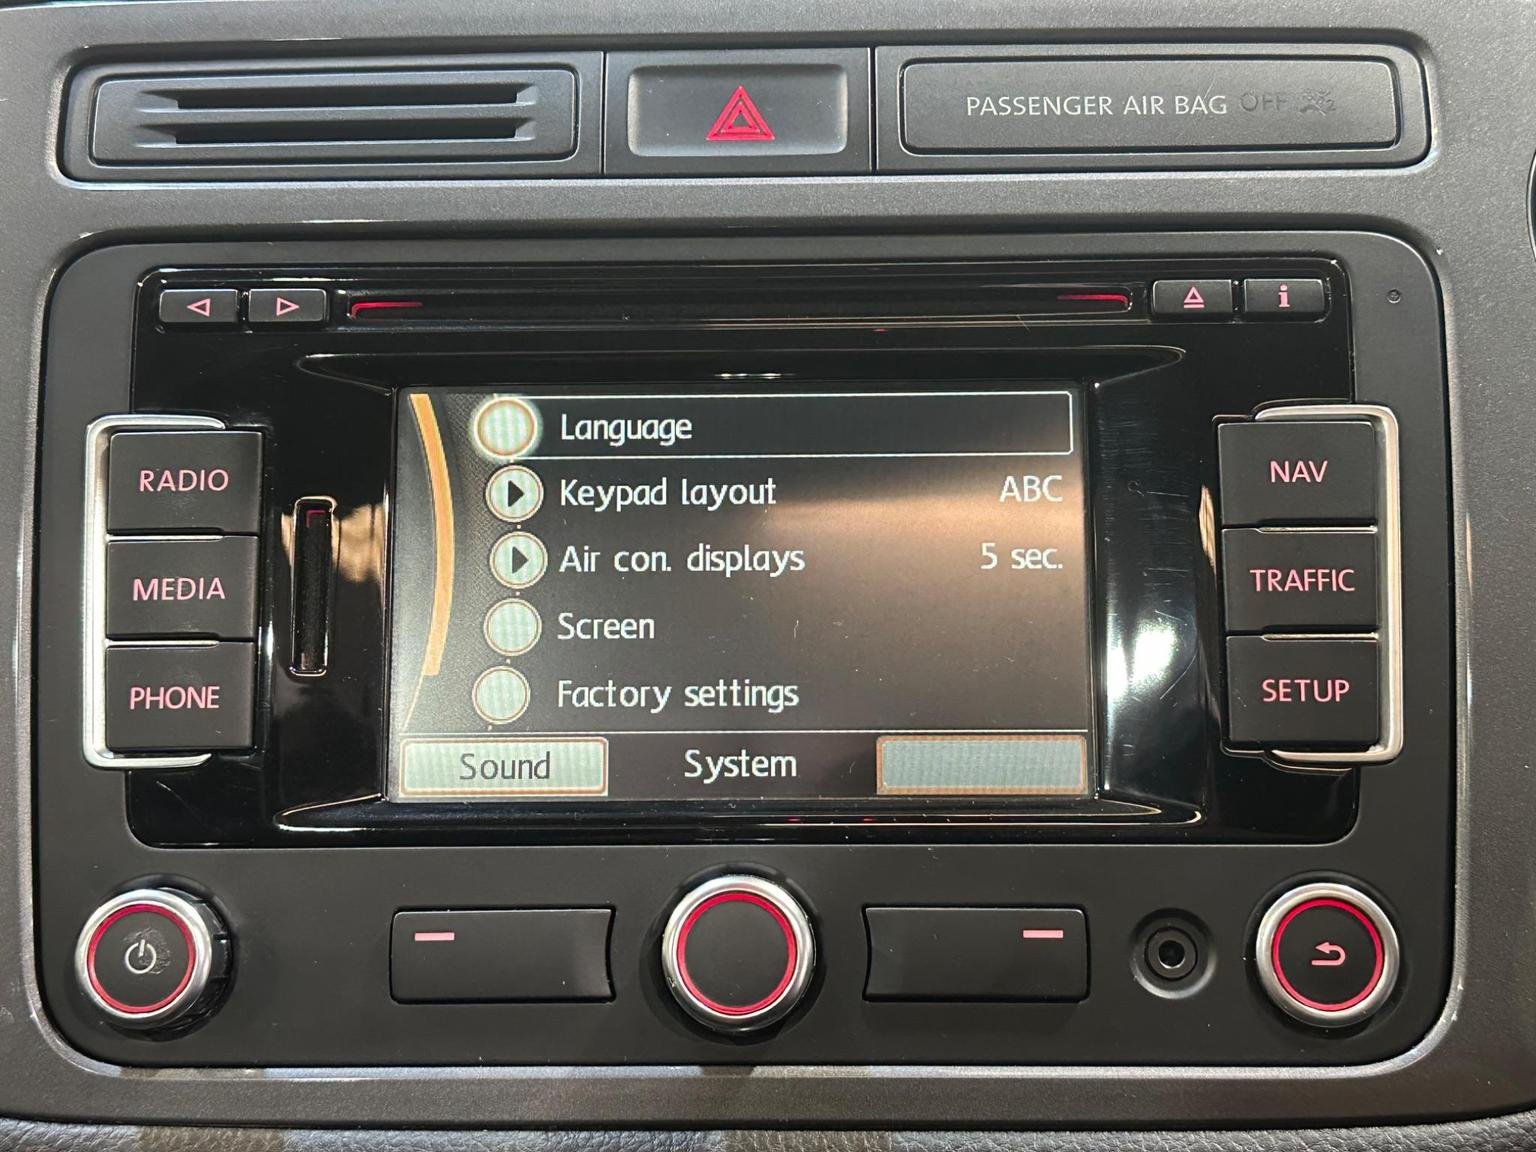 PASSENGER AIR BAG OFF
i
RADIO
MEDIA
PHONE
Language
Keypad layout ABC
Air con. displays 5 sec.
Screen
Factory settings
Sound System
NAV
TRAFFIC
SETUP